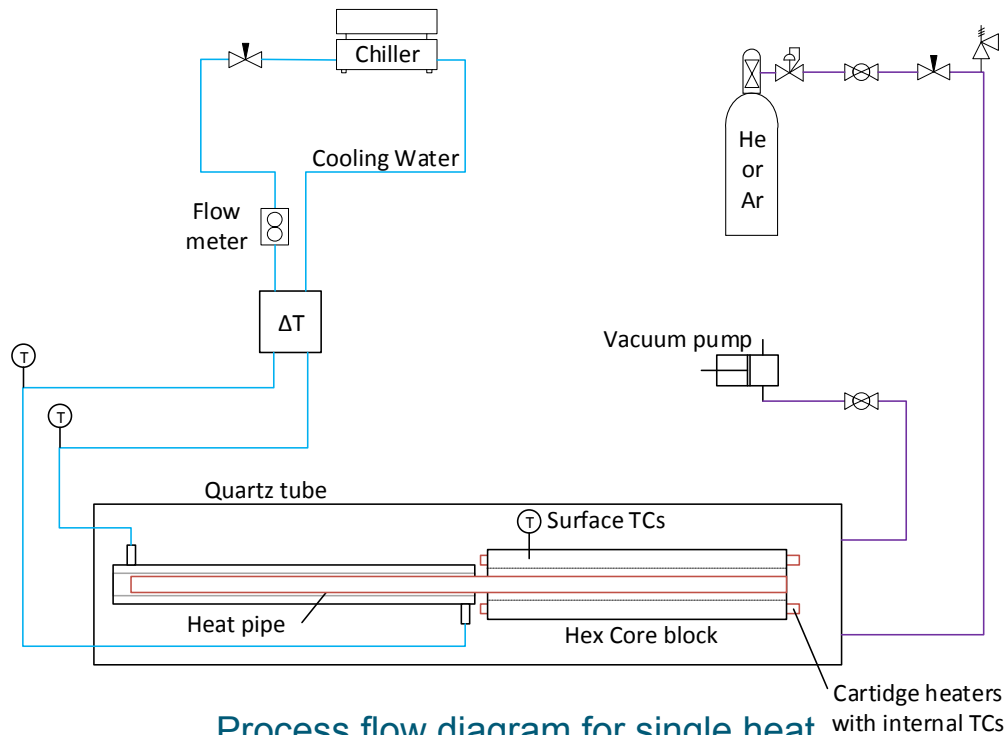 Chiller
Cooling Water
Flow
meter
ΔT
T
T
He
or
Ar
Vacuum pump
Quartz tube
T
Surface TCs
Heat pipe
Hex Core block
Cartidge heaters
with internal TCs
Process flow diagram for single heat